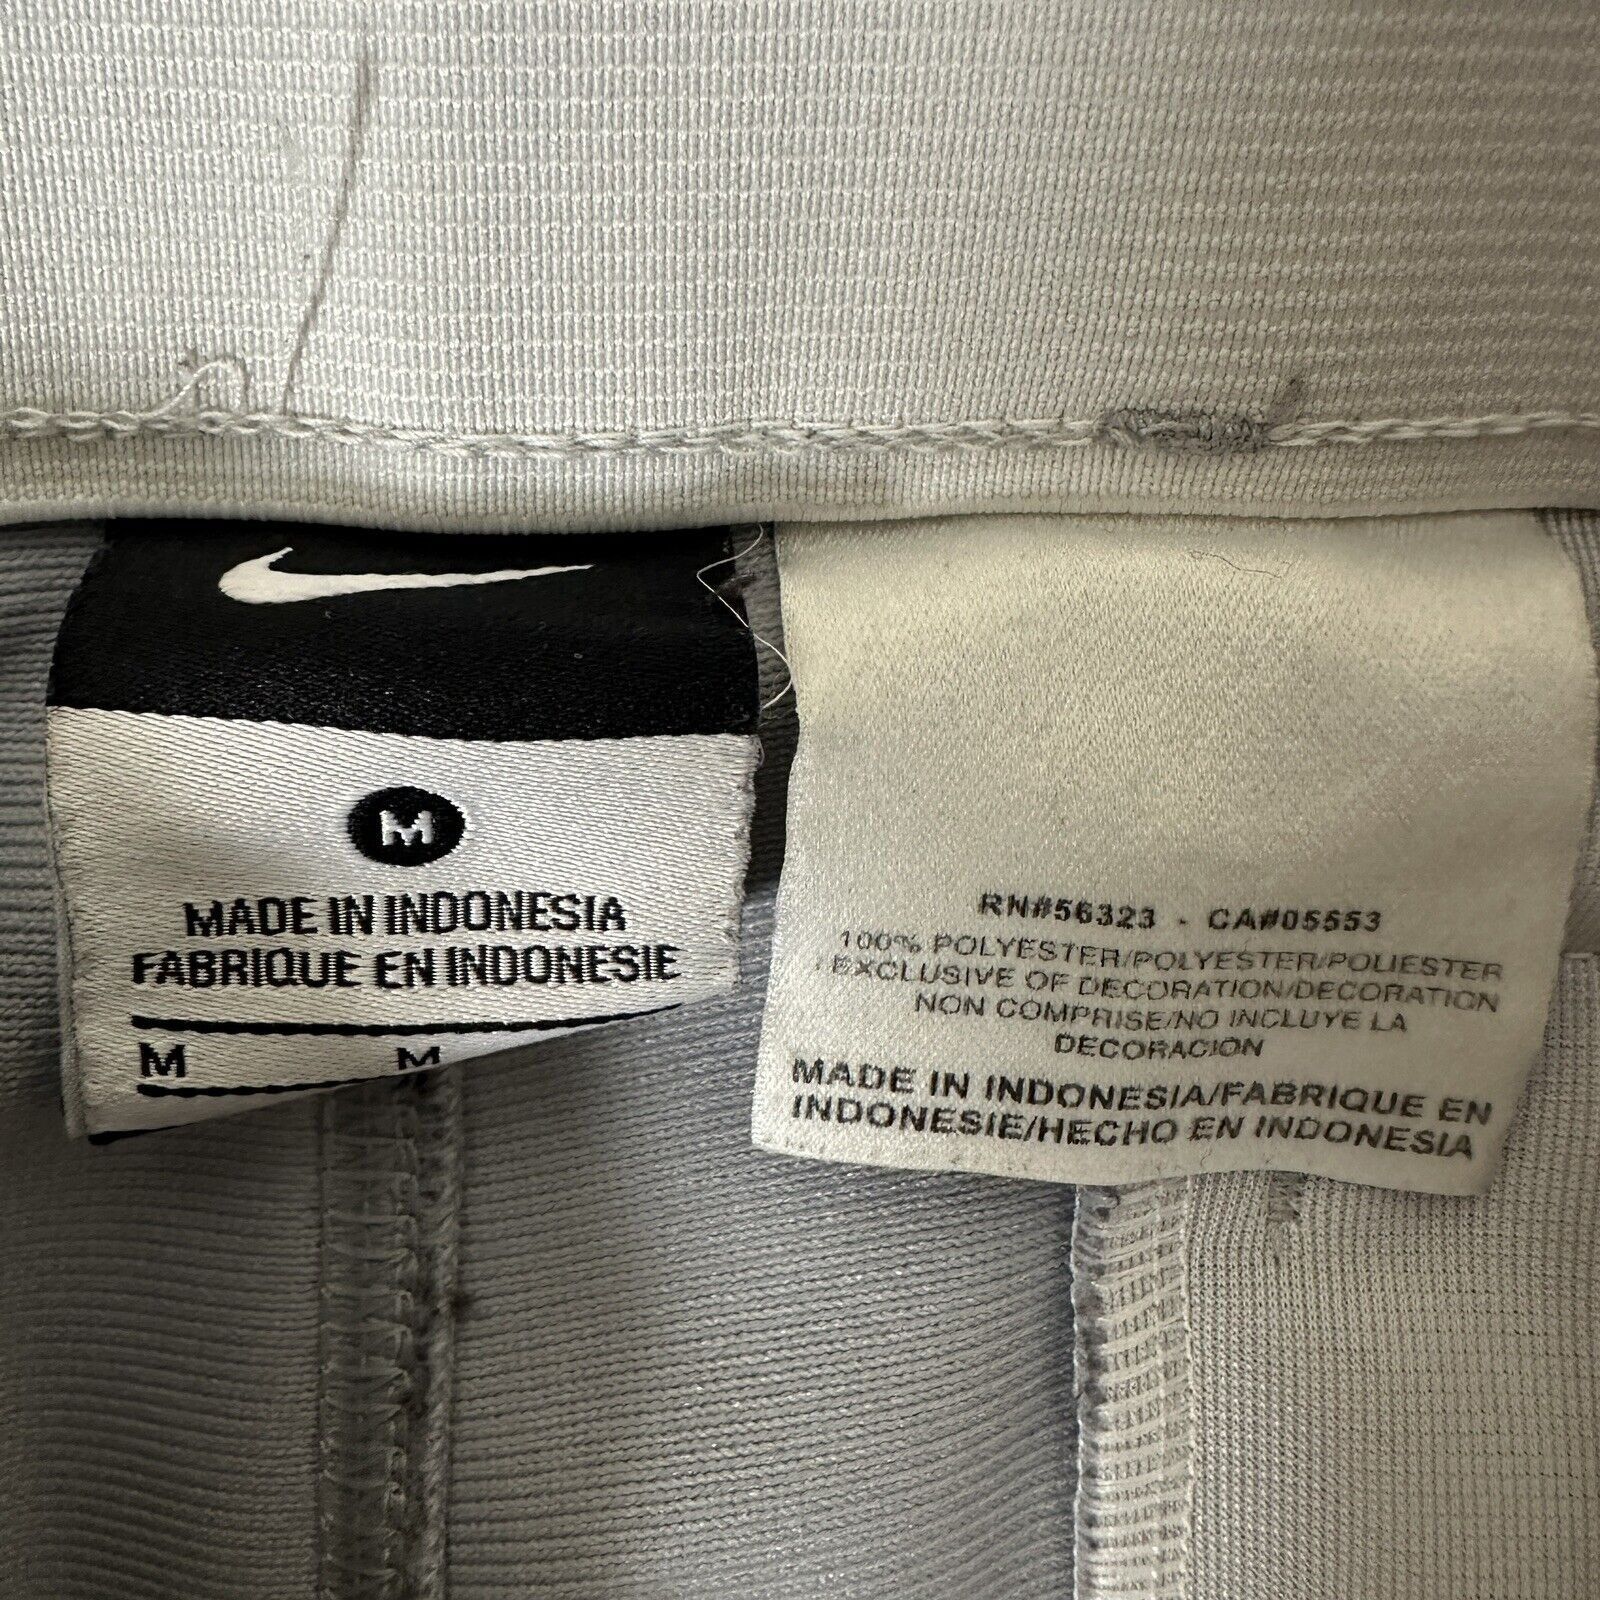 M
MADE IN INDONESIA
FABRIQUE EN INDONESIE
M M
RN#56323 - CA#05553
100% POLYESTER/POLYESTER/POLIESTER
EXCLUSIVE OF DECORATION/DECORATION
NON COMPRISE/NO INCLUYE LA
DECORACION
MADE IN INDONESIA/FABRIQUE EN
INDONESIE/HECHO EN INDONESIA